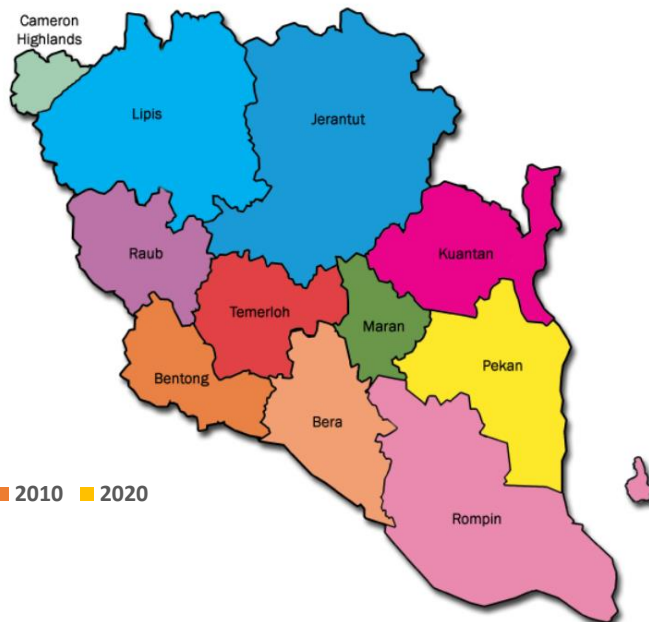 Cameron
Highlands
Lipis
Jerantut
Raub
Kuantan
Temerloh
Maran
Pekan
Bentong
Bera
2010 2020
Rompin